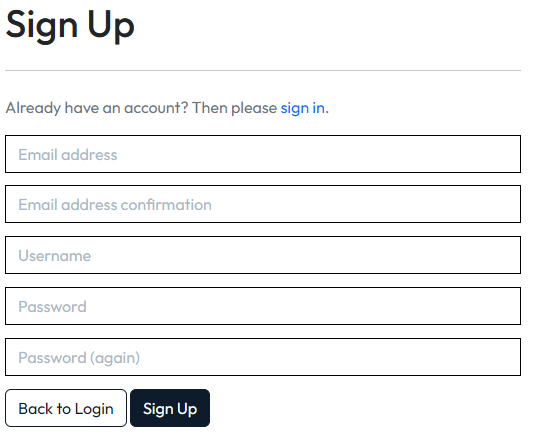 Sign Up
Already have an account? Then please sign in.
Email address
Email address confirmation
Username
Password
Password (again)
Back to Login Sign Up